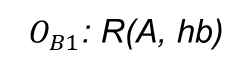 O_{B1}: R(A, hb)